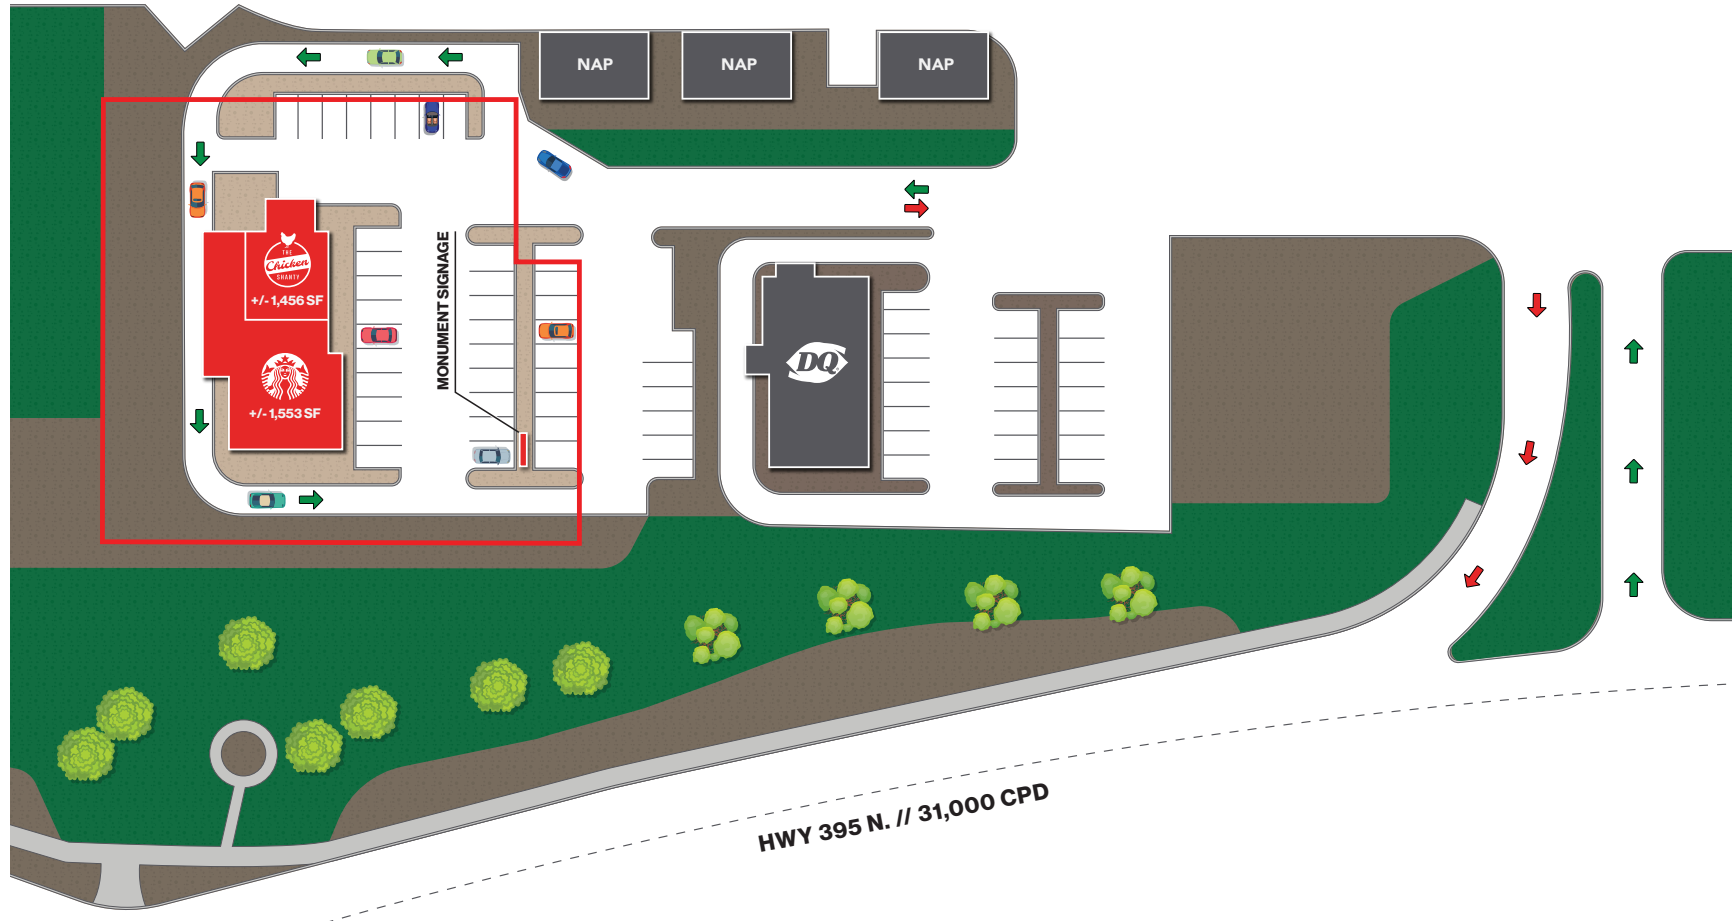 NAP
NAP
NAP
THE
Chicken
SHANTY
+/- 1,456 SF
+/- 1,553 SF
MONUMENT SIGNAGE
DQ
HWY 395 N. // 31,000 CPD